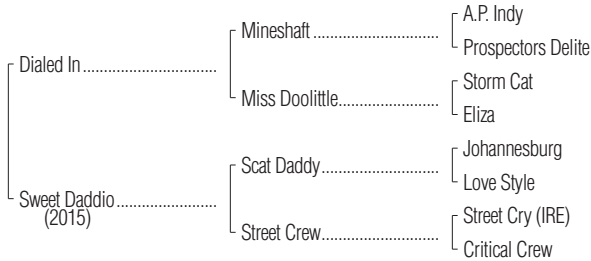 A.P. Indy
Mineshaft
Prospectors Delite
Dialed In
Storm Cat
Miss Doolittle
Eliza
Johannesburg
Scat Daddy
Love Style
Sweet Daddio
(2015)
Street Cry (IRE)
Street Crew
Critical Crew